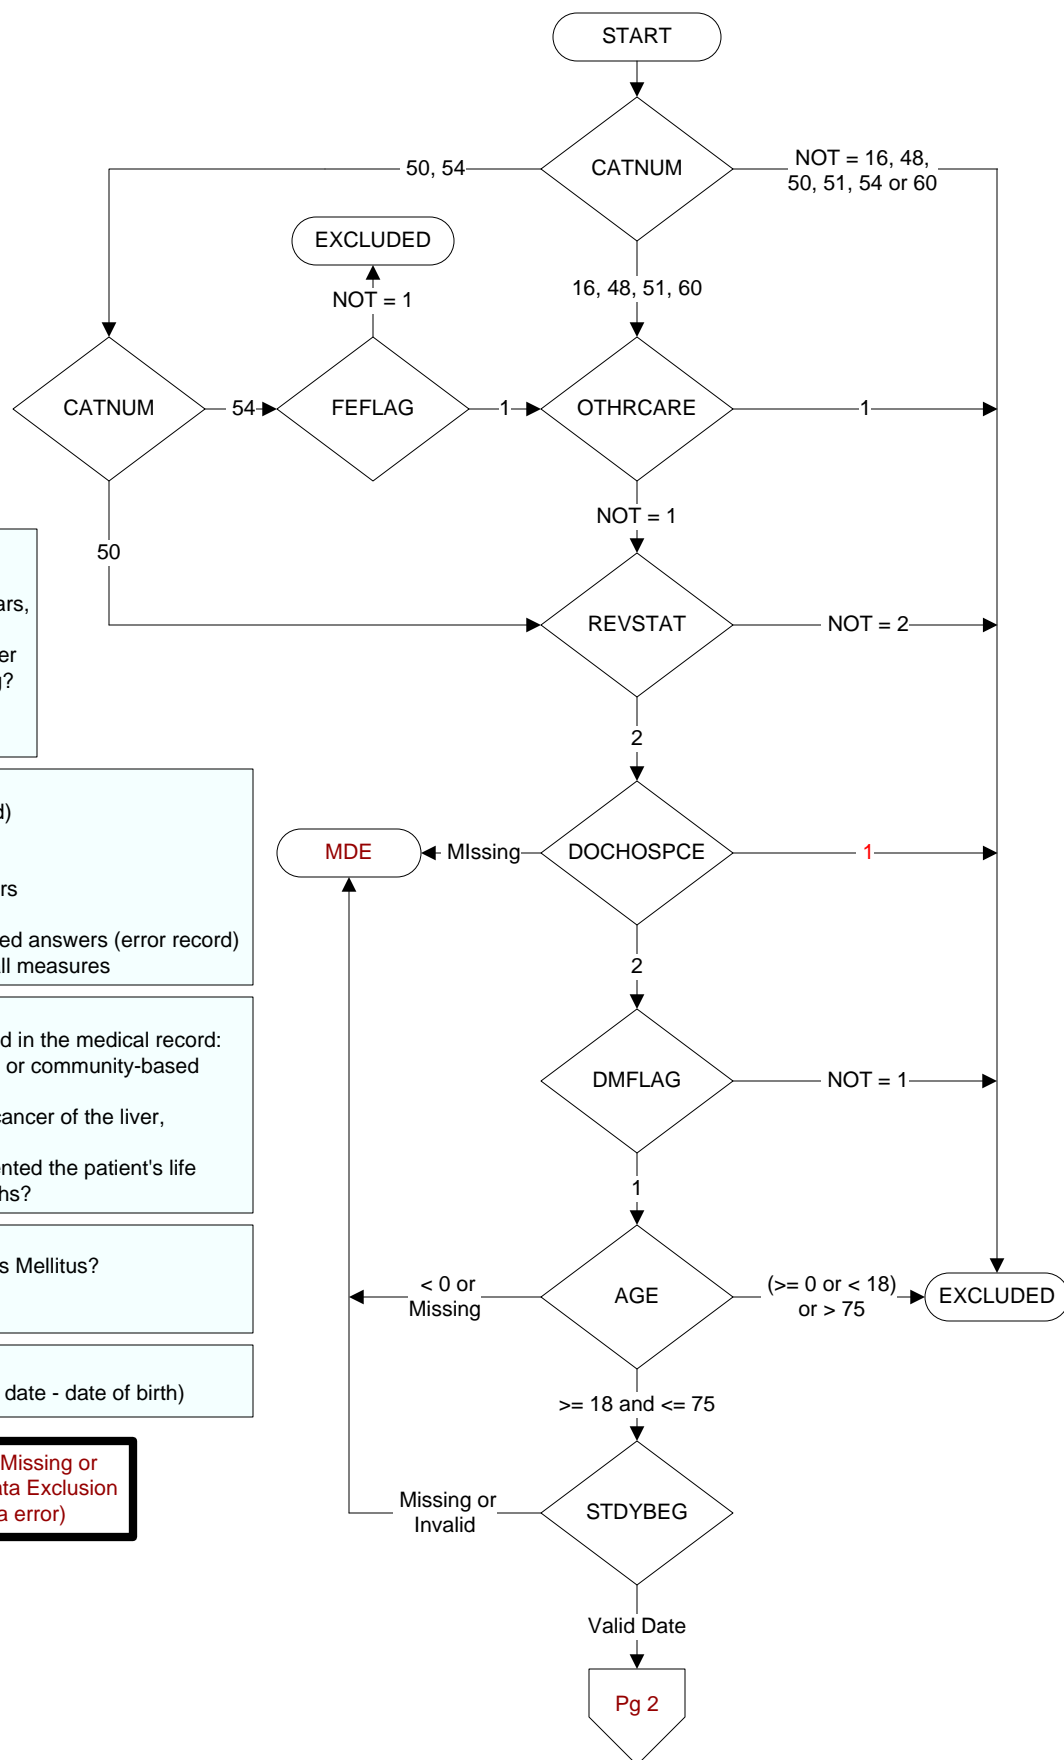 START
CATNUM
50, 54
NOT = 16, 48,
50, 51, 54 or 60
EXCLUDED
NOT = 1
16, 48, 51, 60
CATNUM
54
FEFLAG
1
OTHRCARE
1
NOT = 1
50
REVSTAT
NOT = 2
2
MDE
MIssing
DOCHOSPCE
1
2
DMFLAG
NOT = 1
1
< 0 or
Missing
AGE
(>= 0 or < 18)
or > 75
EXCLUDED
>= 18 and <= 75
Missing or
Invalid
STDYBEG
Valid Date
Pg 2
ars,
er
g?
d)
rs
ed answers (error record)
all measures
d in the medical record:
or community-based
cancer of the liver,
nted the patient's life
hs?
s Mellitus?
date - date of birth)
Missing or
ata Exclusion
a error)